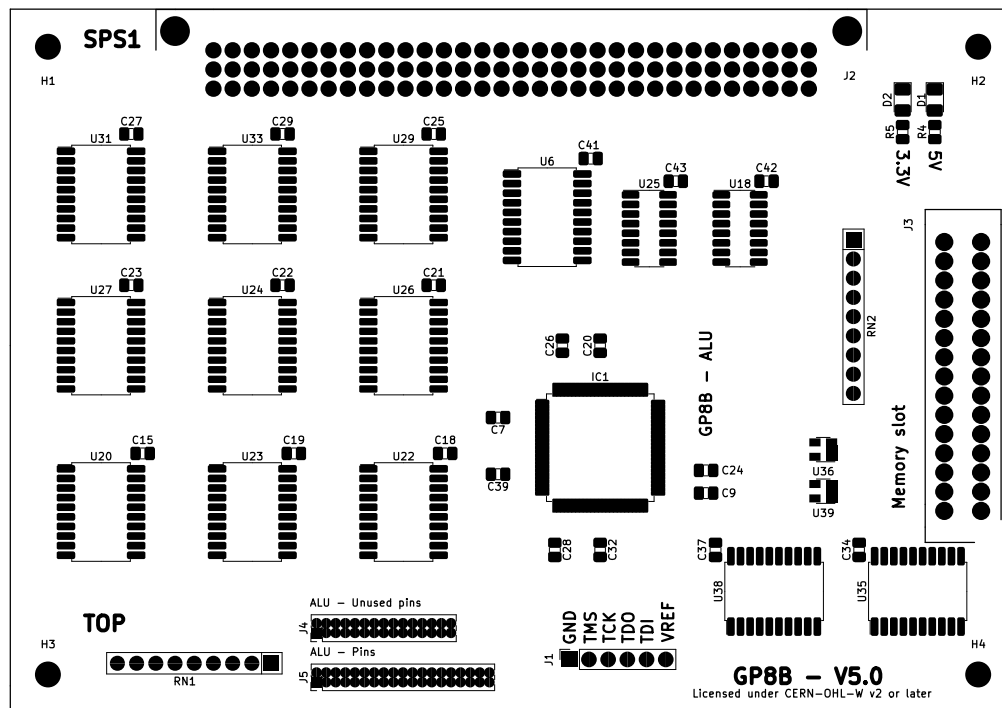 SPS1
H1
J2
H2
D2
D1
R5
R4
3.3V
5V
C27
C29
C25
U31
U33
U29
C41
U6
C43
C42
U25
U18
J3
C23
C22
C21
U27
U24
U26
RN2
C26
C20
IC1
GP8B - ALU
C7
C15
C19
C18
U20
U23
U22
C39
C24
C9
U36
U39
Memory slot
C28
C32
C37
C34
U38
U35
ALU - Unused pins
J4
TOP
H3
ALU - Pins
J5
RN1
GND
TMS
TCK
TDO
TDI
VREF
J1
H4
GP8B - V5.0
Licensed under CERN-OHL-W v2 or later